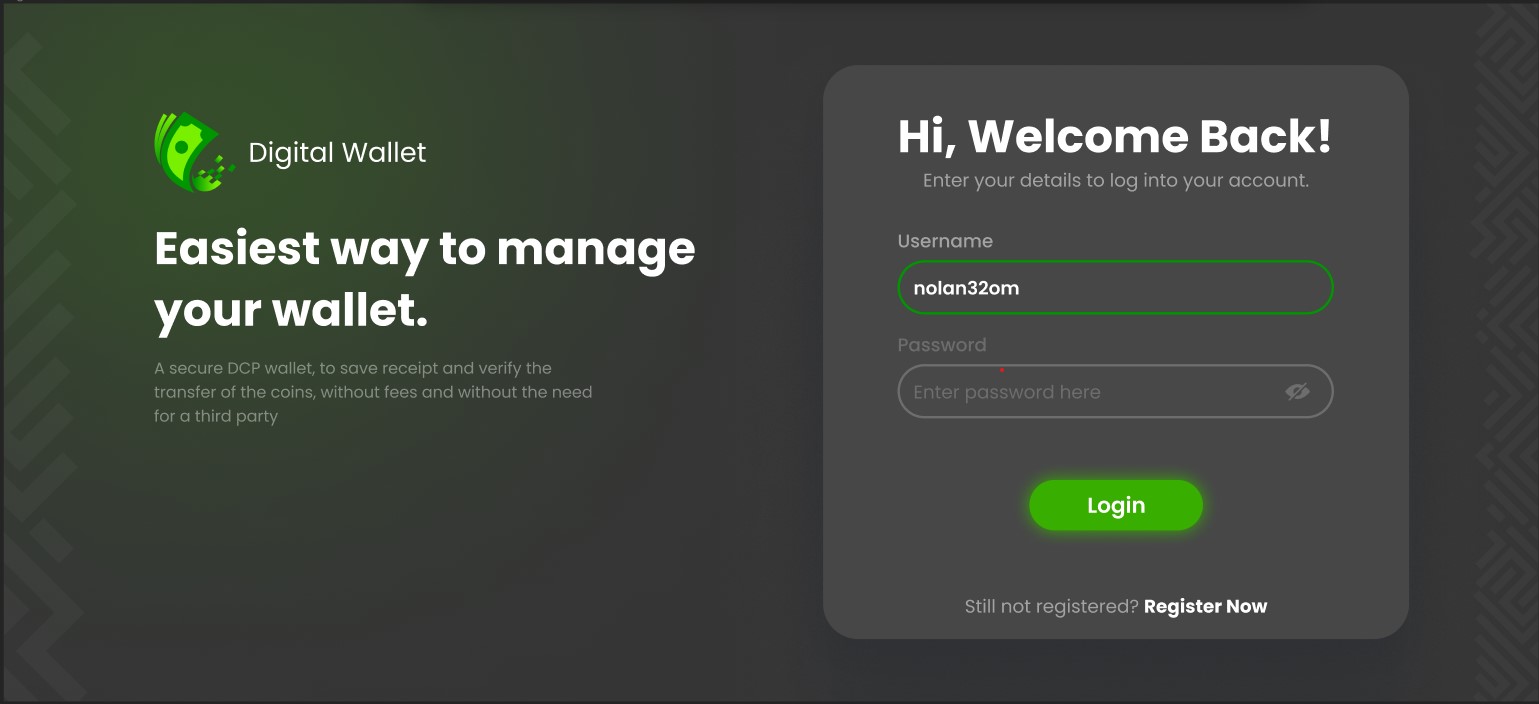 Digital Wallet
Easiest way to manage
your wallet.
A secure DCP wallet, to save receipt and verify the
transfer of the coins, without fees and without the need
for a third party
Hi, Welcome Back!
Enter your details to log into your account.
Username
nolan32om
Password
Enter password here
Login
Still not registered? Register Now